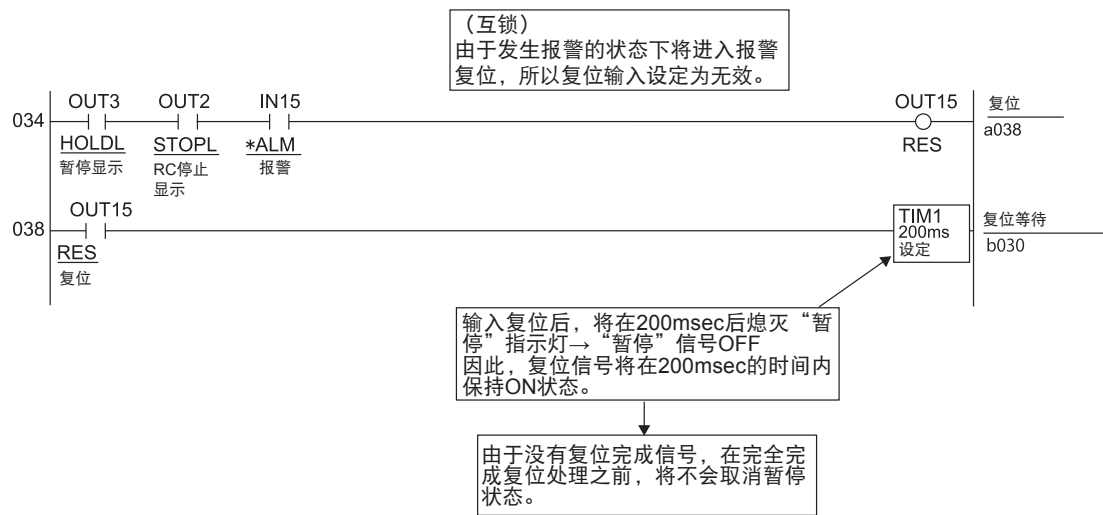 （互锁）
由于发生报警的状态下将进入报警
复位，所以复位输入设定为无效。
OUT3 OUT2 IN15 OUT15 复位
034 a038
HOLDL STOPL *ALM RES
暂停显示 RC停止 报警
显示
OUT15 TIM1 复位等待
038 200ms
设定 b030
RES
复位
输入复位后，将在200msec后熄灭“暂
停”指示灯→“暂停”信号OFF
因此，复位信号将在200msec的时间内
保持ON状态。
由于没有复位完成信号，在完全完
成复位处理之前，将不会取消暂停
状态。